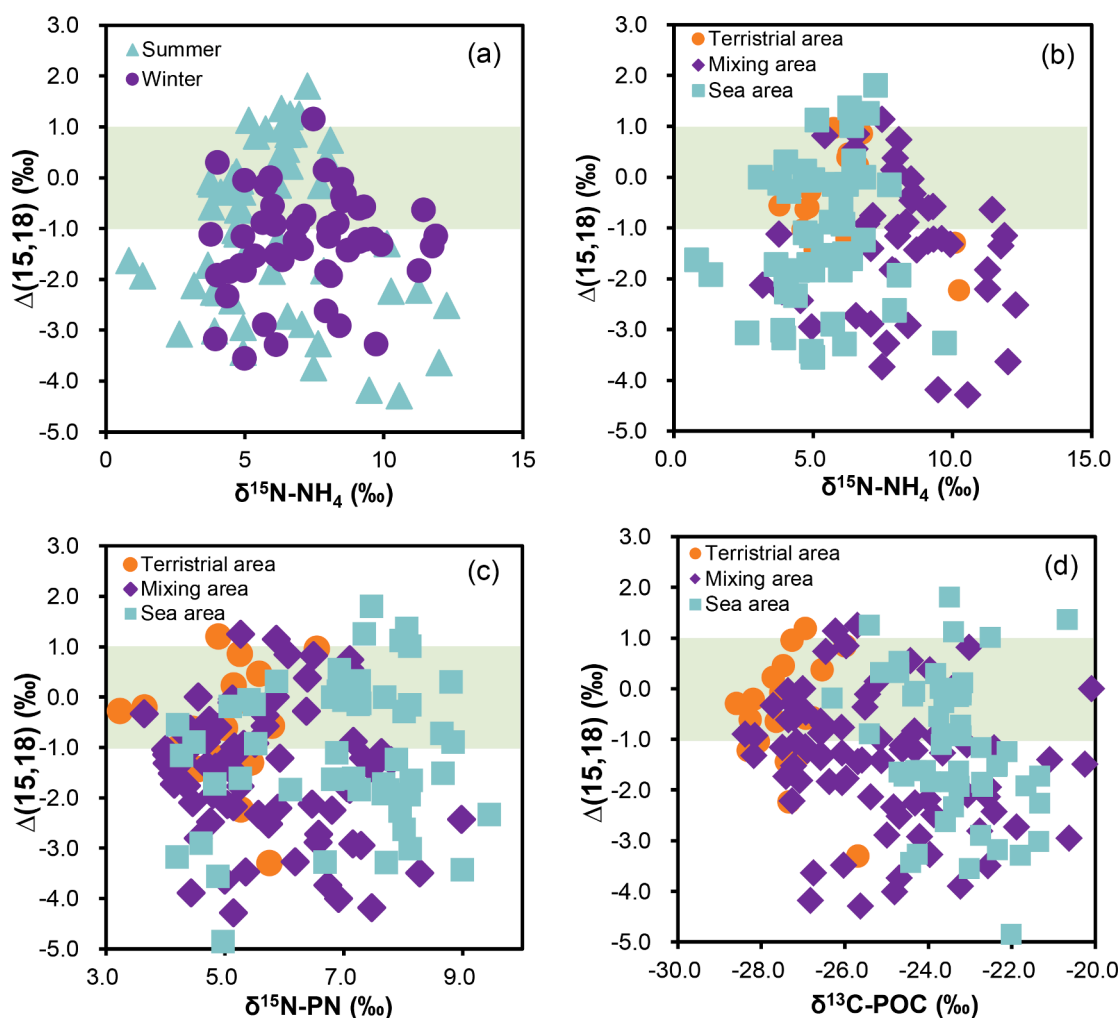 3.0
2.0
1.0
0.0
-1.0
-2.0
-3.0
-4.0
-5.0
Δ(15,18) (‰)
Summer
Winter
(a)
0
5
10
15
δ¹⁵N-NH₄ (‰)
3.0
2.0
1.0
0.0
-1.0
-2.0
-3.0
-4.0
-5.0
Δ(15,18) (‰)
Terristrial area
Mixing area
Sea area
(b)
0.0
5.0
10.0
15.0
δ¹⁵N-NH₄ (‰)
3.0
2.0
1.0
0.0
-1.0
-2.0
-3.0
-4.0
-5.0
Δ(15,18) (‰)
Terristrial area
Mixing area
Sea area
(c)
3.0
5.0
7.0
9.0
δ¹⁵N-PN (‰)
3.0
2.0
1.0
0.0
-1.0
-2.0
-3.0
-4.0
-5.0
Δ(15,18) (‰)
Terristrial area
Mixing area
Sea area
(d)
-30.0
-28.0
-26.0
-24.0
-22.0
-20.0
δ¹³C-POC (‰)